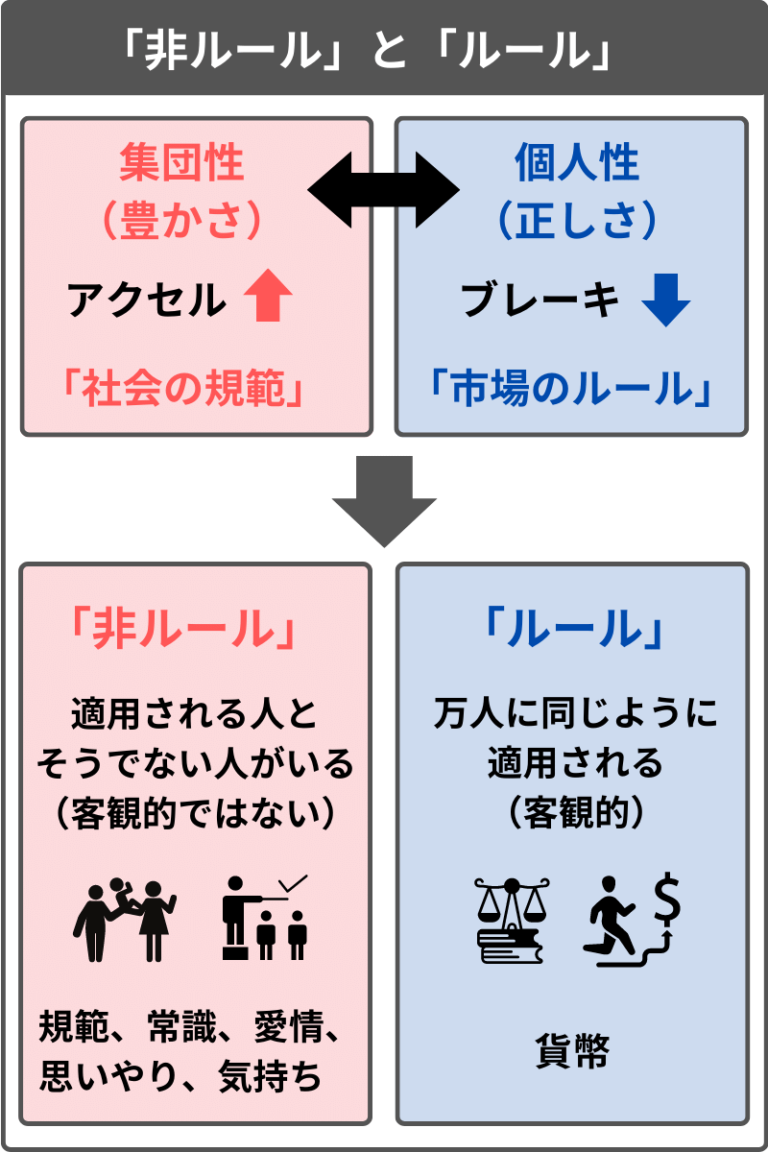 「非ルール」と「ルール」
集団性
（豊かさ）
アクセル
「社会の規範」
個人性
（正しさ）
ブレーキ
「市場のルール」
「非ルール」
適用される人と
そうでない人がいる
（客観的ではない）
規範、常識、愛情、
思いやり、気持ち
「ルール」
万人に同じように
適用される
（客観的）
$
貨幣